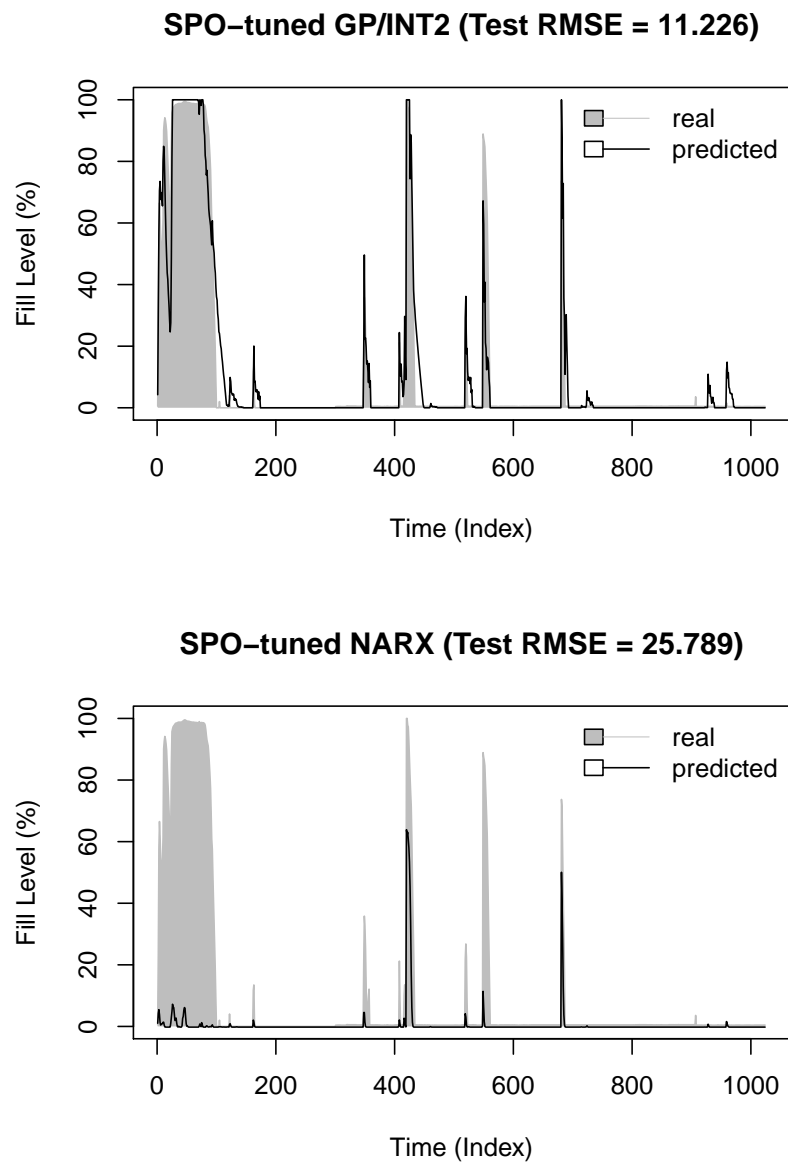 SPO−tuned GP/INT2 (Test RMSE = 11.226)
100
80
60
40
20
0
Fill Level (%)
real
predicted
0 200 400 600 800 1000
Time (Index)
SPO−tuned NARX (Test RMSE = 25.789)
100
80
60
40
20
0
Fill Level (%)
real
predicted
0 200 400 600 800 1000
Time (Index)